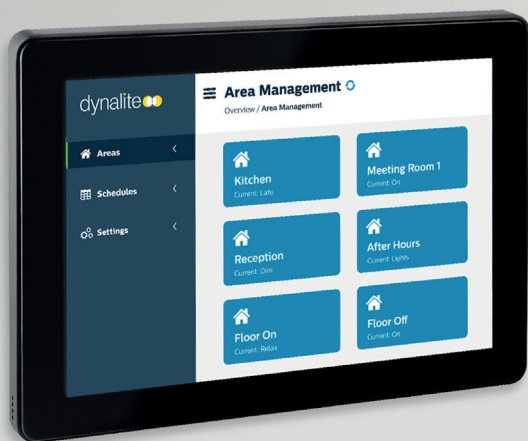 dynalite
Areas
Schedules
Settings
Area Management
Overview / Area Management
Kitchen
Current: Lafo
Meeting Room 1
Current: On
Reception
Current: Dim
After Hours
Current: Lights
Floor On
Current: Relax
Floor Off
Current: On